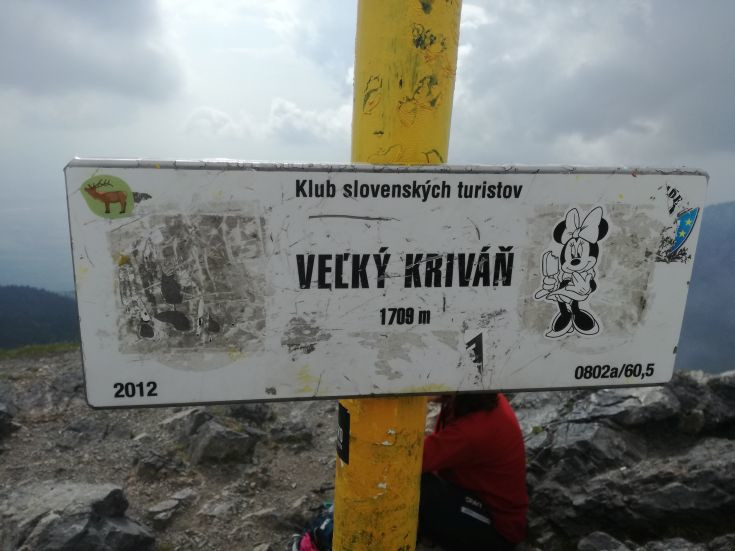 Klub slovenských turistov
VEĽKÝ KRIVÁŇ
1709 m
2012
0802a/60,5